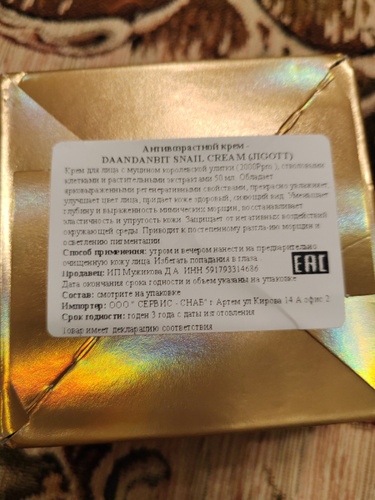 Антивозрастной крем -
DAANDANBIT SNAIL CREAM (JIGOTT)
Крем для лица с муцином королевской улитки (3000Ppm), стволовыми
клетками и растительными экстрактами 50 мл. Обладает
ярковыраженными регенеративными свойствами, прекрасно увлажняет,
улучшает цвет лица, придает коже здоровый, сияющий вид. Уменьшает
глубину и выраженность мимических морщин, восстанавливает
эластичность и упругость кожи. Защищает от негативных воздействий
окружающей среды. Приводит к постепенному разглаж морщин и
осветлению пигментации
Способ применения: утром и вечером нанести на предварительно
очищенную кожу лица. Избегать попадания в глаза.
Продавец: ИП Мужикова Д.А. ИНН 591793314686
Дата окончания срока годности и объем указаны на упаковке
Состав: смотрите на упаковке
Импортер: ООО " СЕРВИС - СНАБ" г Артем ул Кирова 14 А офис 2
Срок годности: годен 3 года с даты изготовления
Товар имеет декларацию соответствия
EAC